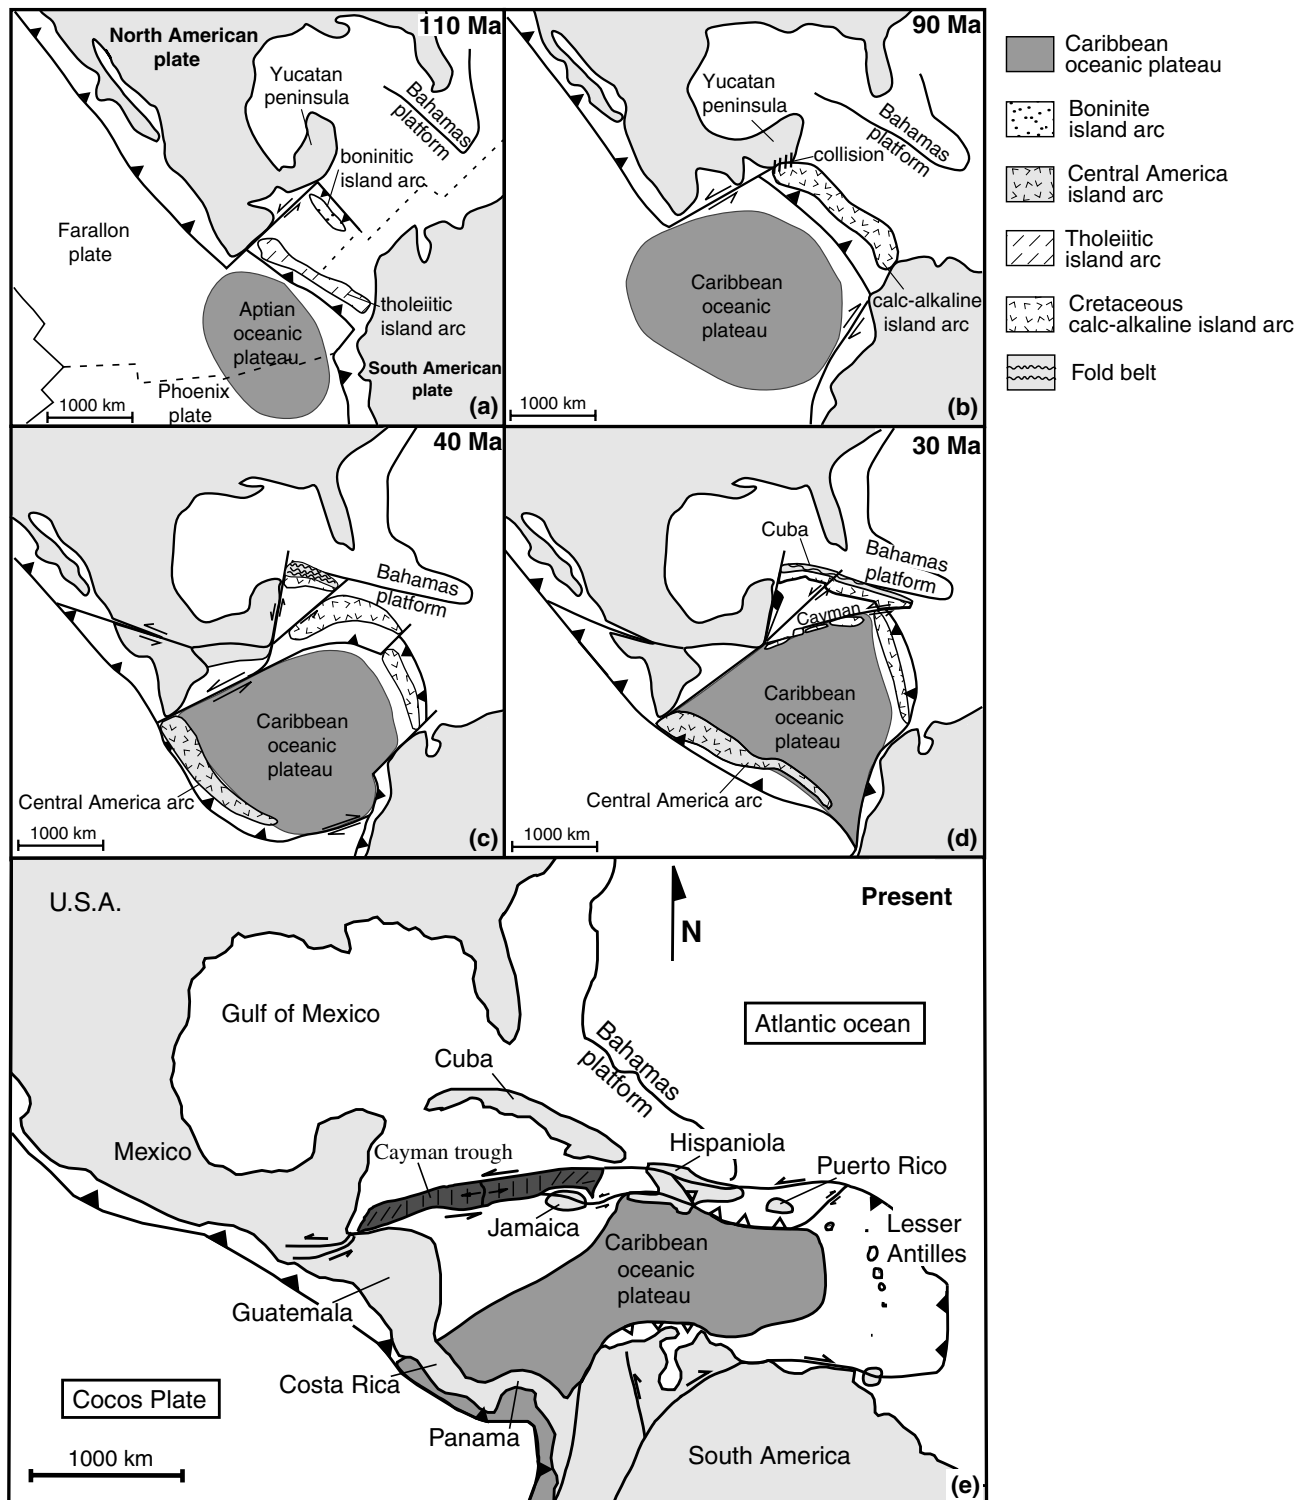 110 Ma
North American
plate
Yucatan
peninsula
Bahamas
platform
boninitic
island arc
Farallon
plate
Aptian
oceanic
plateau
tholeiitic
island arc
South American
plate
Phoenix
plate
1000 km
(a)
90 Ma
Yucatan
peninsula
Bahamas
platform
collision
Caribbean
oceanic
plateau
calc-alkaline
island arc
1000 km
(b)
Caribbean
oceanic plateau
Boninite
island arc
Central America
island arc
Tholeiitic
island arc
Cretaceous
calc-alkaline island arc
Fold belt
40 Ma
Bahamas
platform
Caribbean
oceanic
plateau
Central America arc
1000 km
(c)
30 Ma
Cuba
Bahamas
platform
Cayman
Caribbean
oceanic
plateau
Central America arc
1000 km
(d)
U.S.A.
Present
N
Gulf of Mexico
Atlantic ocean
Bahamas
platform
Cuba
Mexico
Cayman trough
Hispaniola
Puerto Rico
Jamaica
Lesser
Antilles
Caribbean
oceanic
plateau
Guatemala
Costa Rica
Cocos Plate
Panama
South America
1000 km
(e)